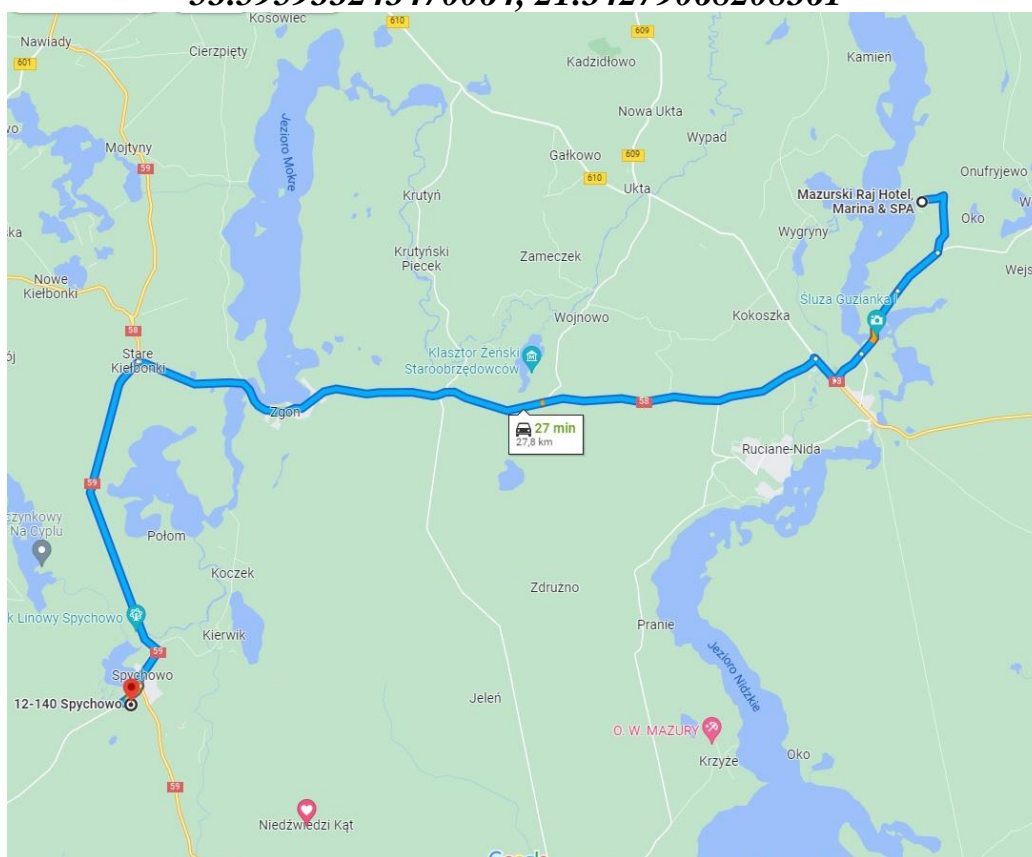 Kosowiec
610
609
Nawiady
Cierzpięty
Kamień
601
Kadzidłowo
Nowa Ukta
Wypad
Mojtyny
59
Jezioro Mokre
Gałkowo
609
610
Ukta
Onufryjewo
Krutyń
Mazurski Raj Hotel,
Marina & SPA
Oko
Wygryny
Krutyński
Piecek
Zameczek
Nowe
Kiełbonki
Śluza Guzianka I
Wojnowo
Kokoszka
58
Stare
Kiełbonki
Klasztor Żeński
Staroobrzędowców
58
Zgon
58
27 min
27,8 km
Ruciane-Nida
59
Na Cyplu
Połom
Koczek
Zdrużno
k Linowy Spychowo
Kierwik
Pranie
59
Jezioro Nidzkie
Spychowo
12-140 Spychowo
Jeleń
O. W. MAZURY
Krzyże
Oko
59
Niedźwiedzi Kąt